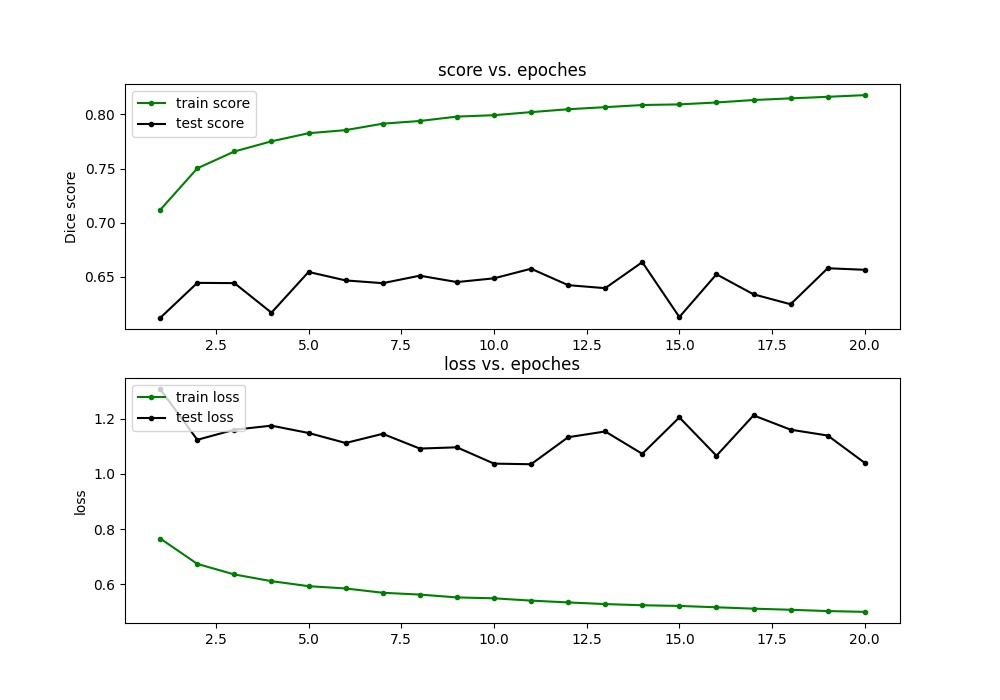 score vs. epoches
train score
test score
Dice score
0.80
0.75
0.70
0.65
2.5 5.0 7.5 10.0 12.5 15.0 17.5 20.0
loss vs. epoches
train loss
test loss
loss
1.2
1.0
0.8
0.6
2.5 5.0 7.5 10.0 12.5 15.0 17.5 20.0